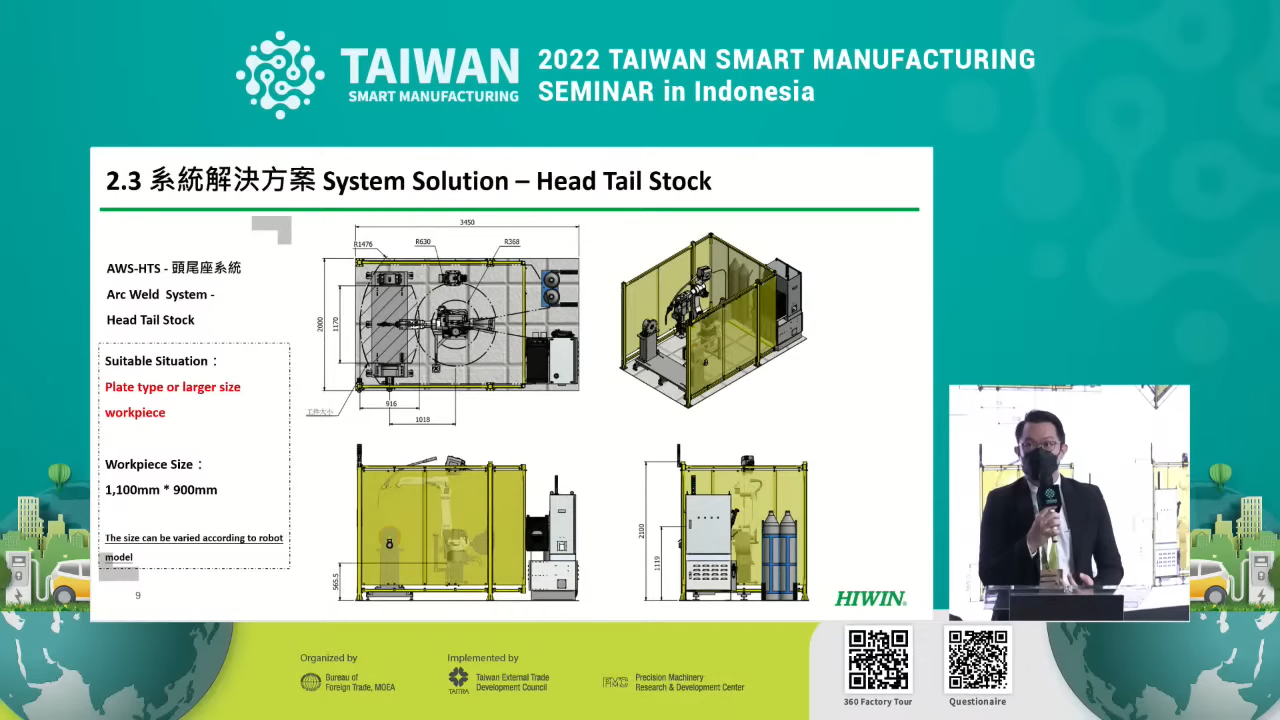 TAIWAN
SMART MANUFACTURING
2022 TAIWAN SMART MANUFACTURING
SEMINAR in Indonesia
2.3 系統解決方案 System Solution – Head Tail Stock
AWS-HTS - 頭尾座系統
Arc Weld System -
Head Tail Stock
Suitable Situation：
Plate type or larger size
workpiece
Workpiece Size：
1,100mm * 900mm
The size can be varied according to robot
model
9
3450
R1476
R630
R368
2000
1170
工件大小
916
1018
565.5
2100
1119
HIWIN®
Organized by
Bureau of
Foreign Trade, MOEA
Implemented by
TAITRA
Taiwan External Trade
Development Council
PMC
Precision Machinery
Research & Development Center
360 Factory Tour
Questionaire